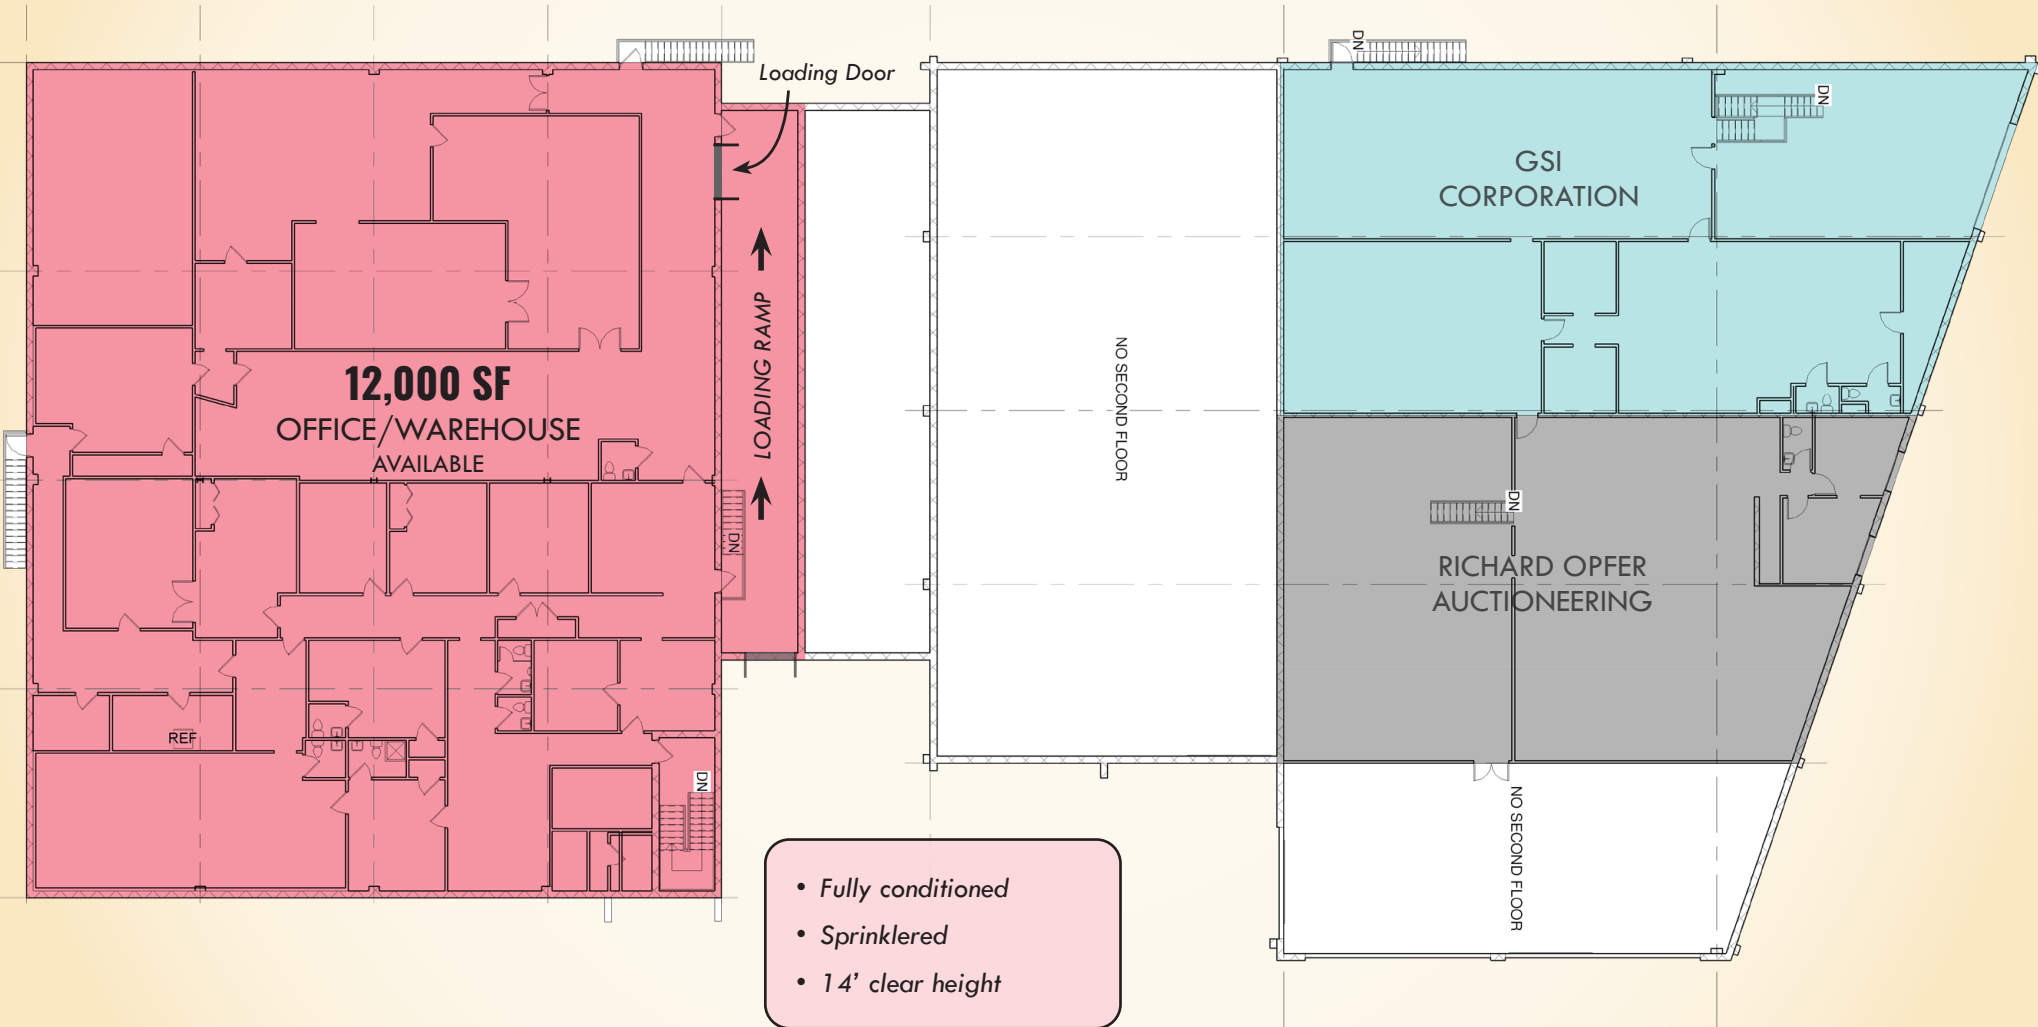 DN
DN
Loading Door
GSI
CORPORATION
LOADING RAMP
NO SECOND FLOOR
12,000 SF
OFFICE/WAREHOUSE
AVAILABLE
DN
DN
RICHARD OPFER
AUCTIONEERING
REF
DN
NO SECOND FLOOR
• Fully conditioned
• Sprinklered
• 14’ clear height